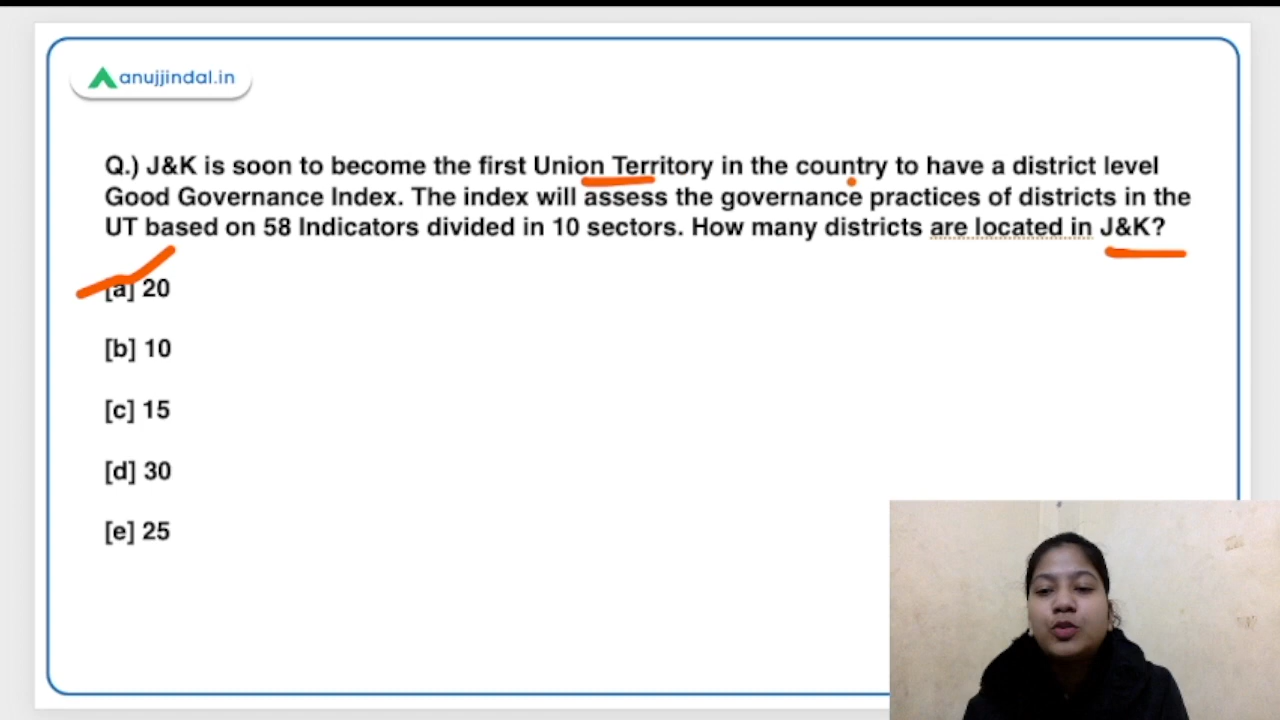 anujjindal.in
Q.) J&K is soon to become the first Union Territory in the country to have a district level
Good Governance Index. The index will assess the governance practices of districts in the
UT based on 58 Indicators divided in 10 sectors. How many districts are located in J&K?
[a] 20
[b] 10
[c] 15
[d] 30
[e] 25